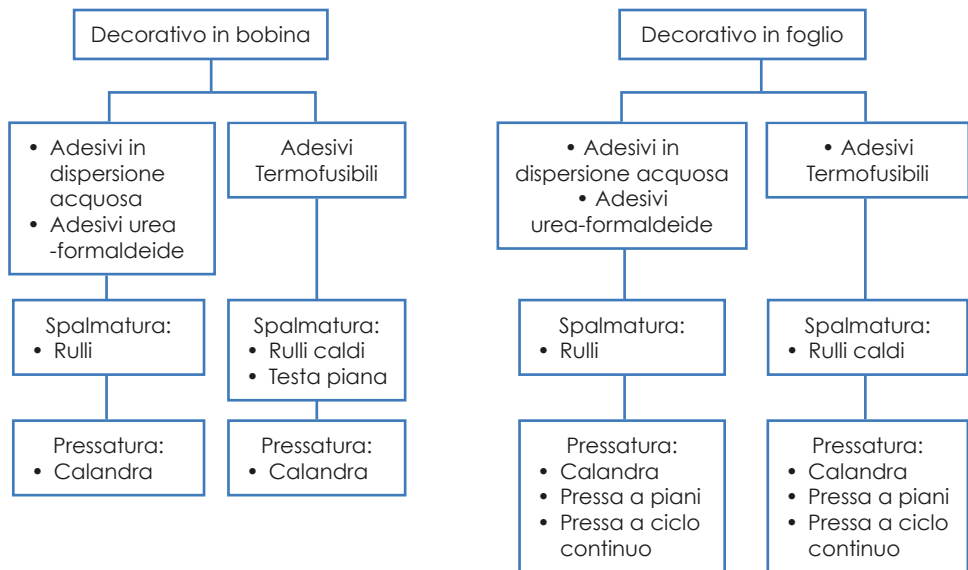 Decorativo in bobina
• Adesivi in
dispersione
acquosa
• Adesivi urea
-formaldeide
Spalmatura:
• Rulli
Pressatura:
• Calandra
Adesivi
Termofusibili
Spalmatura:
• Rulli caldi
• Testa piana
Pressatura:
• Calandra
Decorativo in foglio
• Adesivi in
dispersione acquosa
• Adesivi
urea-formaldeide
Spalmatura:
• Rulli
Pressatura:
• Calandra
• Pressa a piani
• Pressa a ciclo
continuo
• Adesivi
Termofusibili
Spalmatura:
• Rulli caldi
Pressatura:
• Calandra
• Pressa a piani
• Pressa a ciclo
continuo